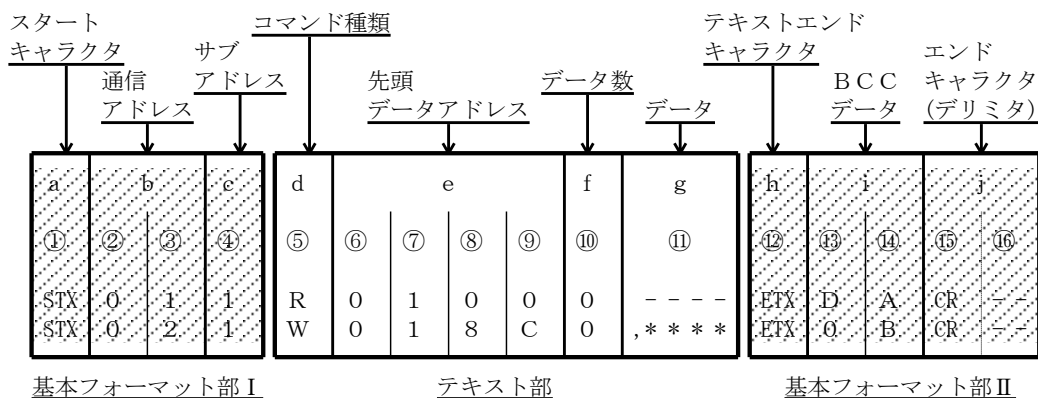 スタート
キャラクタ
通信
アドレス
サブ
アドレス
コマンド種類
先頭
データアドレス
データ数
データ
テキストエンド
キャラクタ
ＢＣＣ
データ
エンド
キャラクタ
(デリミタ)
a b c d e f g h i j
① ② ③ ④ ⑤ ⑥ ⑦ ⑧ ⑨ ⑩ ⑪ ⑫ ⑬ ⑭ ⑮ ⑯
STX 0 1 1 R 0 1 0 0 0 ---- ETX D A CR --
STX 0 2 1 W 0 1 8 C 0 ,**** ETX 0 B CR --
基本フォーマット部Ⅰ
テキスト部
基本フォーマット部Ⅱ